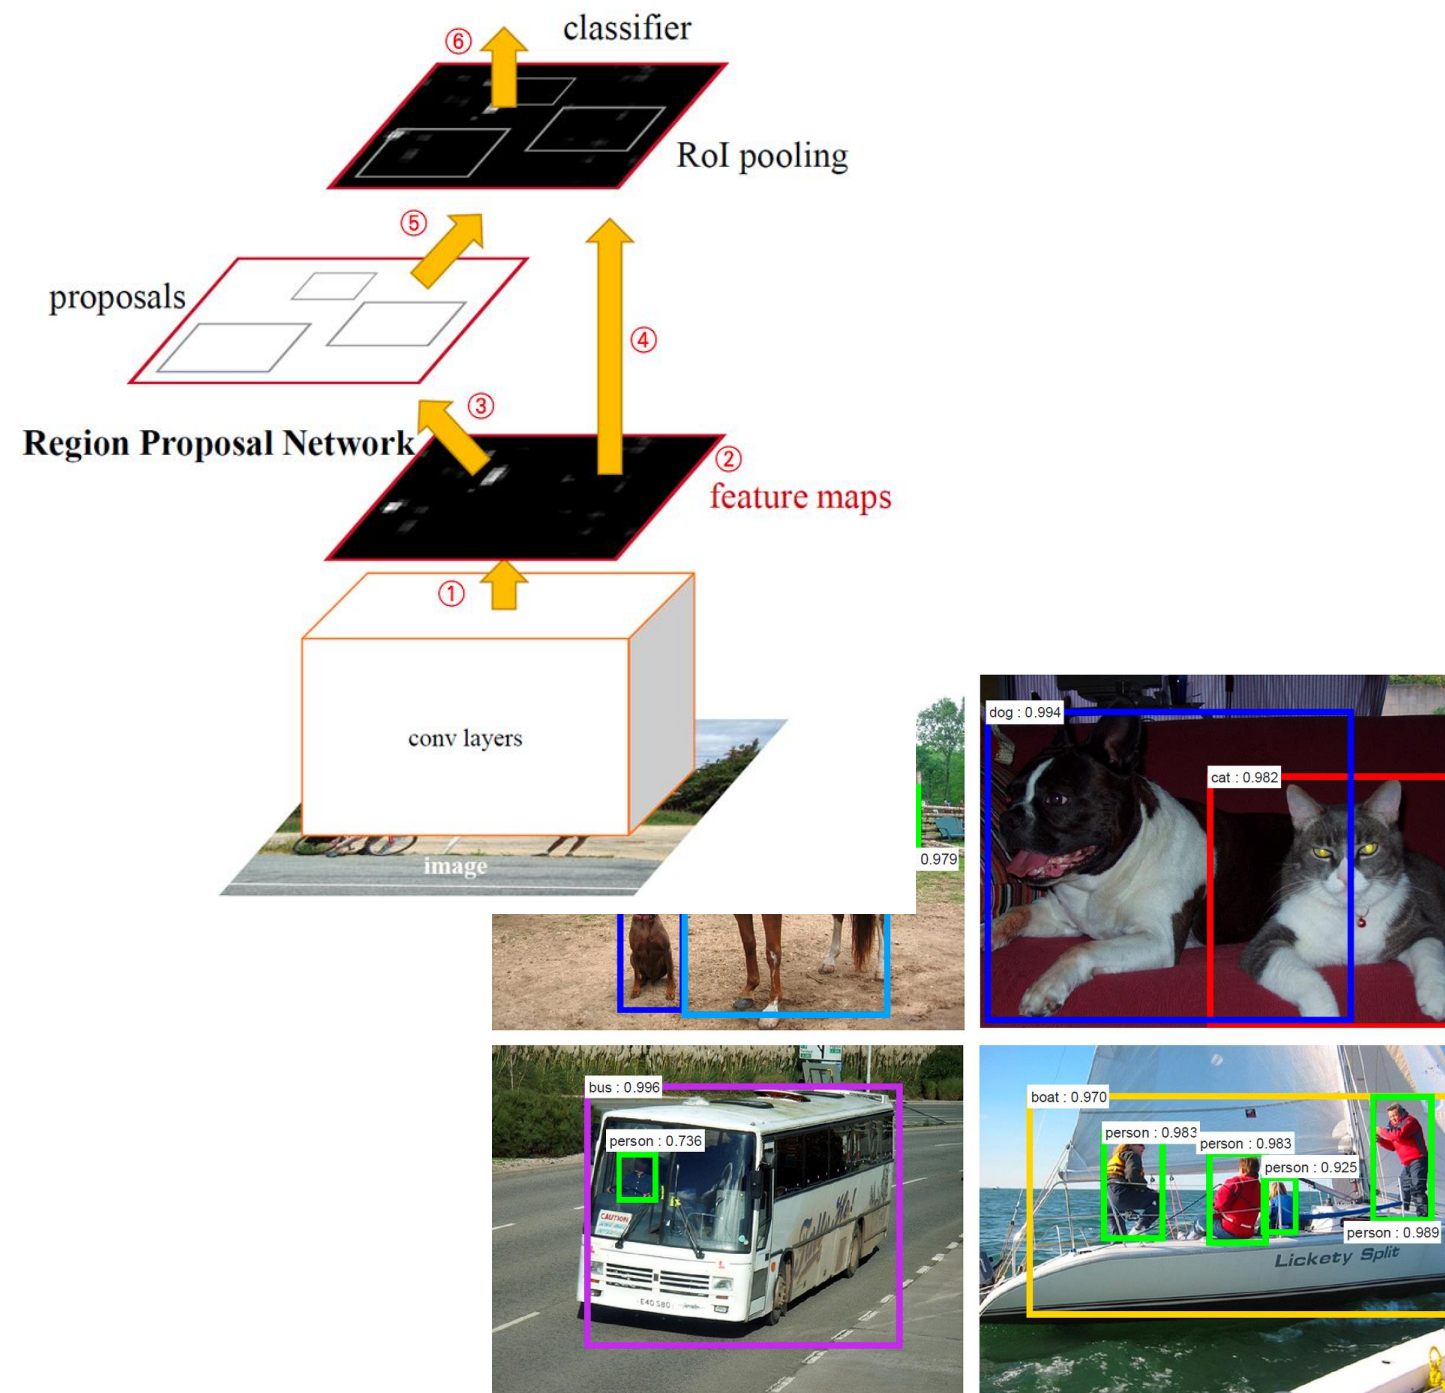 ⑥
classifier
RoI pooling
⑤
proposals
④
③
Region Proposal Network
②
feature maps
①
conv layers
image
0.979
dog : 0.994
cat : 0.982
bus : 0.996
person : 0.736
CAUTION
boat : 0.970
person : 0.983
person : 0.983
person : 0.925
person : 0.989
Lickety Split